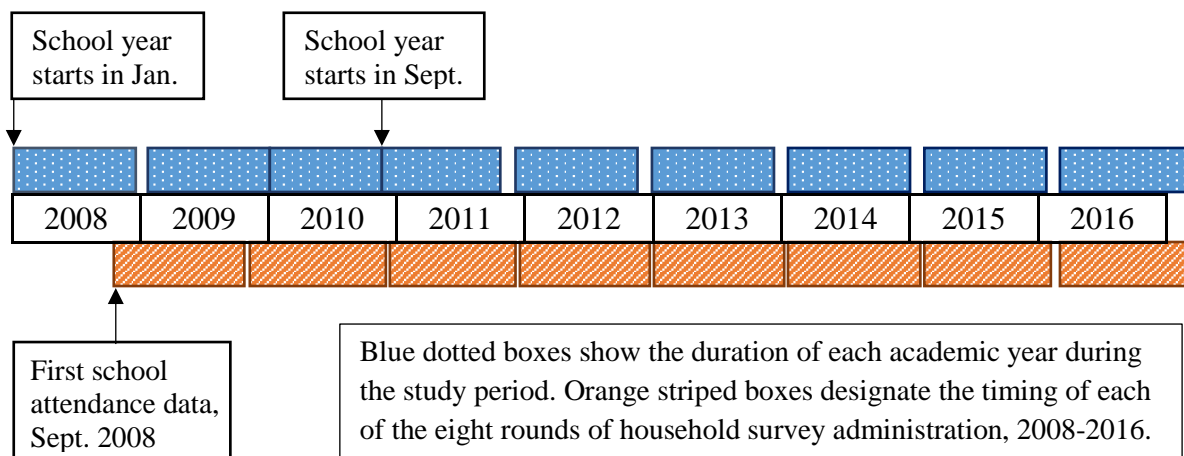 School year
starts in Jan.
School year
starts in Sept.
2008 2009 2010 2011 2012 2013 2014 2015 2016
First school
attendance data,
Sept. 2008
Blue dotted boxes show the duration of each academic year during
the study period. Orange striped boxes designate the timing of each
of the eight rounds of household survey administration, 2008-2016.